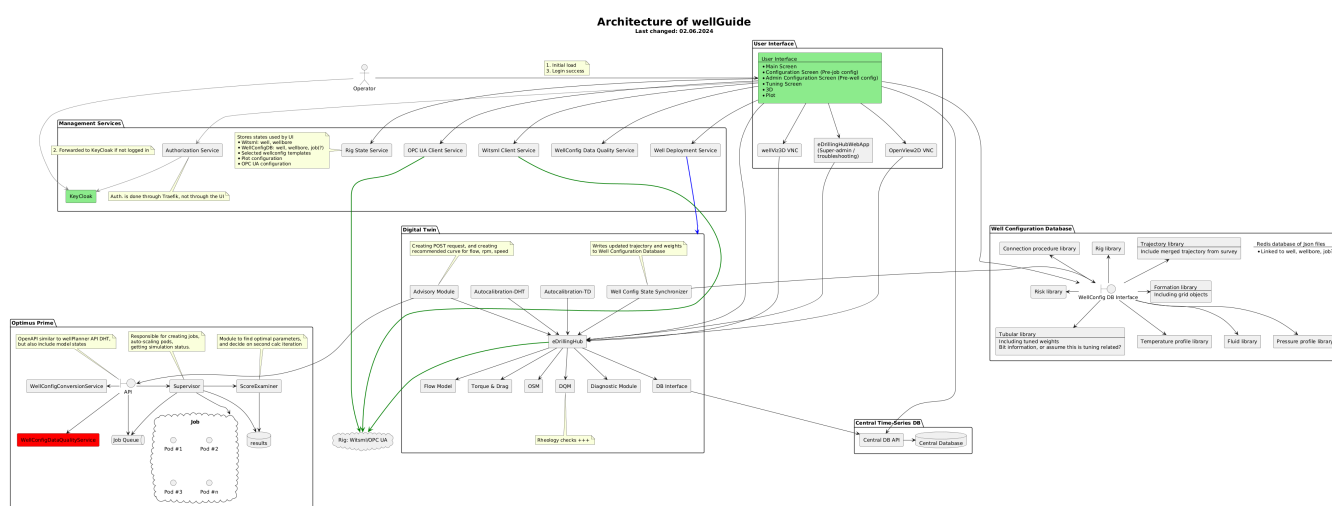 Architecture of wellGuide
Last changed: 02.06.2024
User Interface
User Interface
• Main Screen
• Configuration Screen (Pre-job config)
• Admin Configuration Screen (Pre-well config)
• Tuning Screen
• 3D
• Plot
1. Initial load
3. Login success
Operator
Management Services
2. Forwarded to KeyCloak if not logged in
Authorization Service
Stores states used by UI
• Witsml: well, wellbore
• WellConfigDB: well, wellbore, job(?)
• Selected wellconfig templates
• Plot configuration
• OPC UA configuration
Rig State Service
OPC UA Client Service
Witsml Client Service
WellConfig Data Quality Service
Well Deployment Service
wellViz3D VNC
eDrillingHubWebApp
(Super-admin /
troubleshooting)
OpenView2D VNC
KeyCloak
Auth. is done through Traefik, not through the UI
Digital Twin
Creating POST request, and creating
recommended curve for flow, rpm, speed
Writes updated trajectory and weights
to Well Configuration Database
Advisory Module
Autocalibration-DHT
Autocalibration-TD
Well Config State Synchronizer
eDrillingHub
Flow Model
Torque & Drag
OSM
DQM
Diagnostic Module
DB Interface
Rheology checks +++
Well Configuration Database
Connection procedure library
Rig library
Trajectory library
Include merged trajectory from survey
Redis database of Json files
• Linked to well, wellbore, job
Risk library
WellConfig DB Interface
Formation library
Including grid objects
Tubular library
Including tuned weights
Bit information, or assume this is tuning related?
Temperature profile library
Fluid library
Pressure profile library
Optimus Prime
OpenAPI similar to wellPlanner API DHT,
but also include model states
Responsible for creating jobs,
auto-scaling pods,
getting simulation status.
Module to find optimal parameters,
and decide on second calc iteration
WellConfigConversionService
API
Supervisor
ScoreExaminer
WellConfigDataQualityService
Job Queue
Job
Pod #1
Pod #2
Pod #3
Pod #n
results
Rig: Witsml/OPC UA
Central Time-Series DB
Central DB API
Central Database